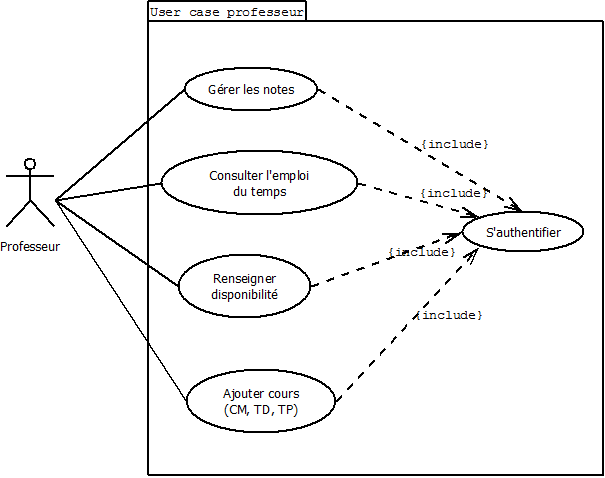 User case professeur
Gérer les notes
{include}
Consulter l'emploi
du temps
{include}
S'authentifier
Professeur
{include}
Renseigner
disponibilité
{include}
Ajouter cours
(CM, TD, TP)